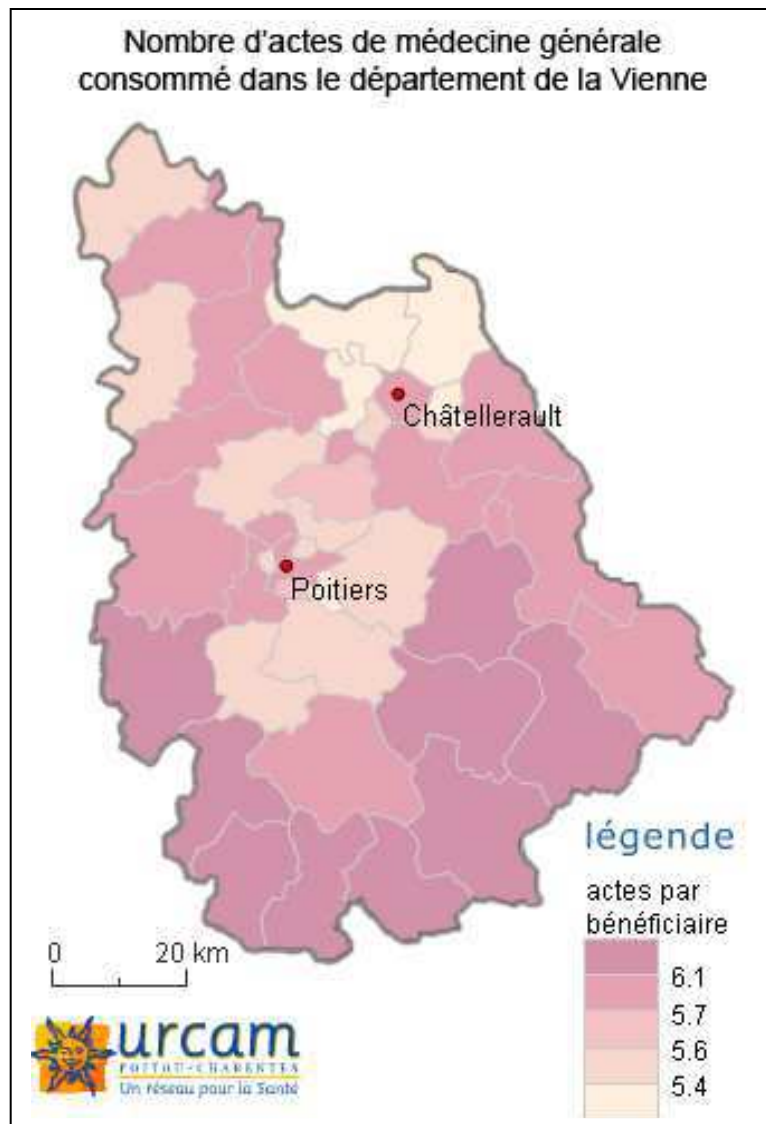 Nombre d'actes de médecine générale
consommé dans le département de la Vienne
Châtellerault
Poitiers
légende
actes par
bénéficiaire
6.1
5.7
5.6
5.4
0 20 km
urcam
POITOU-CHARENTES
Un réseau pour la Santé